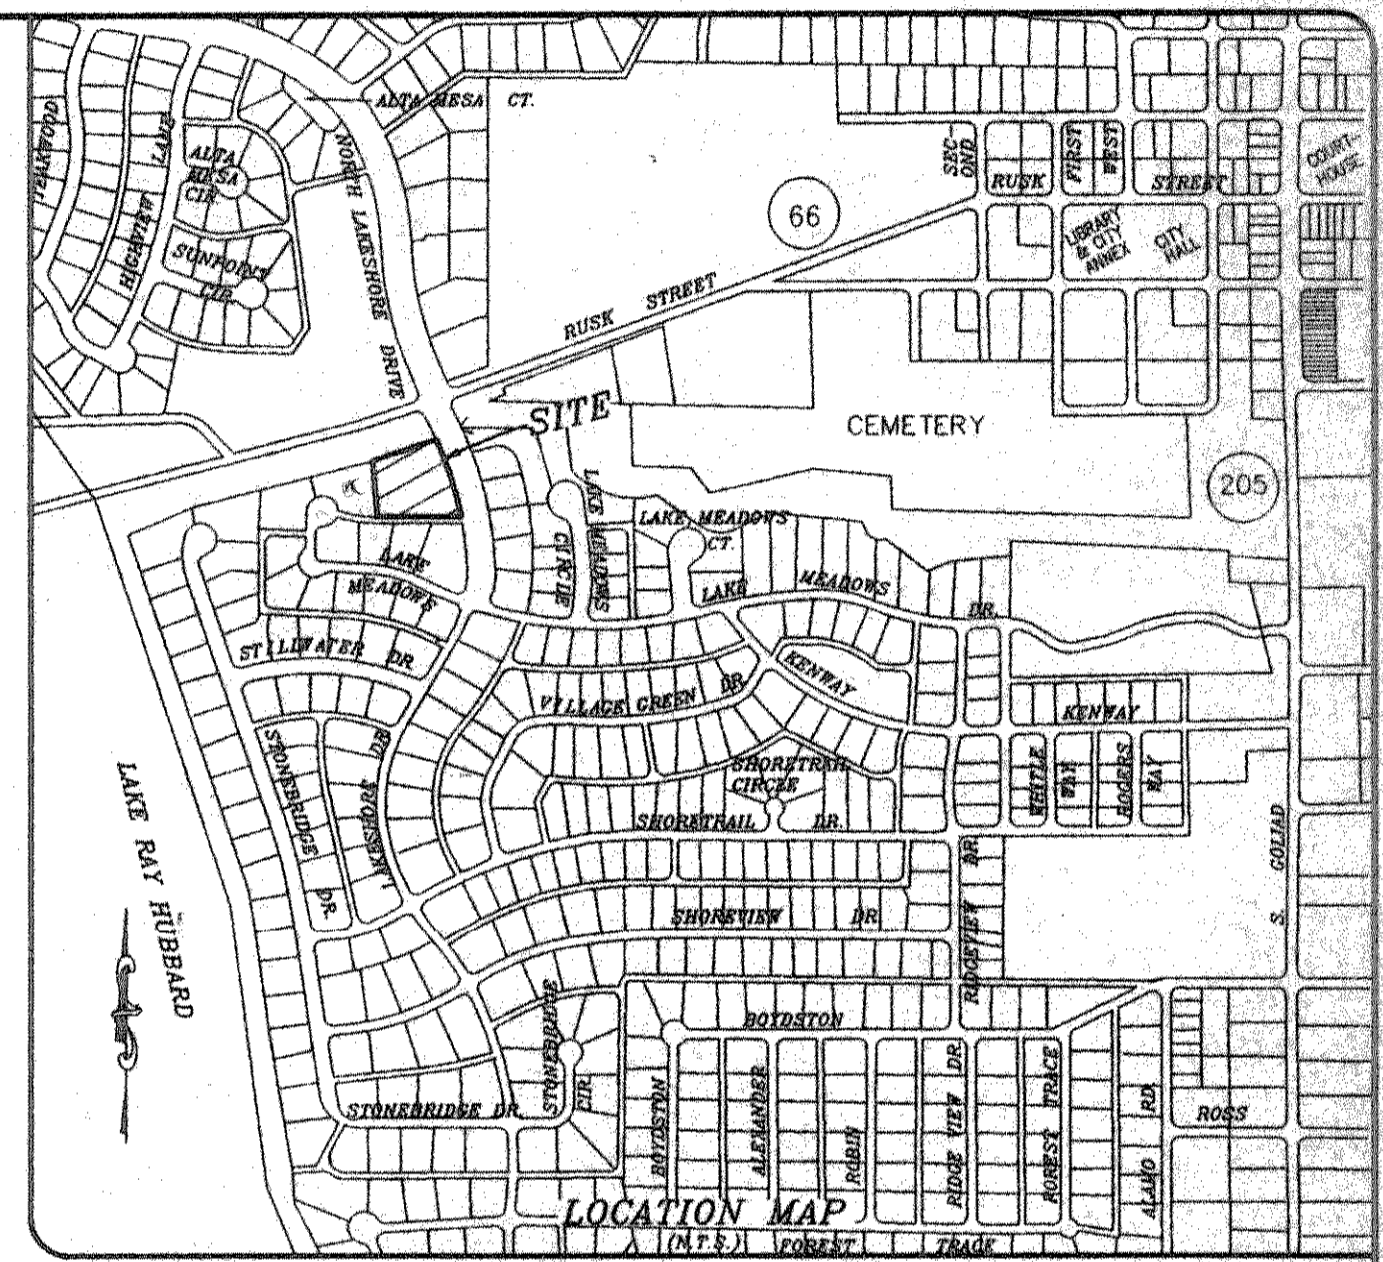 ALTA MESA CT.
TEAKWOOD
HIGHVIEW LANE
ALTA
MESA
CIR.
SUNPOINT
CIR.
NORTH LAKESHORE DRIVE
SEC-
OND
RUSK STREET
FIRST
WEST
COURT-
HOUSE
66
LIBRARY
& CITY
ANNEX
CITY
HALL
RUSK STREET
SITE
CEMETERY
205
LAKE MEADOWS
CIRCLE
LAKE MEADOWS
CT.
LAKE
MEADOWS
LAKE MEADOWS DR.
STILLWATER DR.
KENWAY
VILLAGE GREEN DR.
KENWAY
WHITLE
WAY
ROGERS
WAY
STONEBRIDGE DR.
LAKESHORE DR.
SHORETRAIL
CIRCLE
SHORETRAIL DR.
LAKE RAY HUBBARD
S. GOLIAD
SHOREVIEW DR.
RIDGEVIEW DR.
BOYDSTON
STONEBRIDGE
CIR.
STONEBRIDGE DR.
BOYDSTON
ALEXANDER
ROBIN
RIDGE VIEW DR.
FOREST TRACE
ALAMO RD.
ROSS
LOCATION MAP
(N.T.S.)
FOREST TRACE